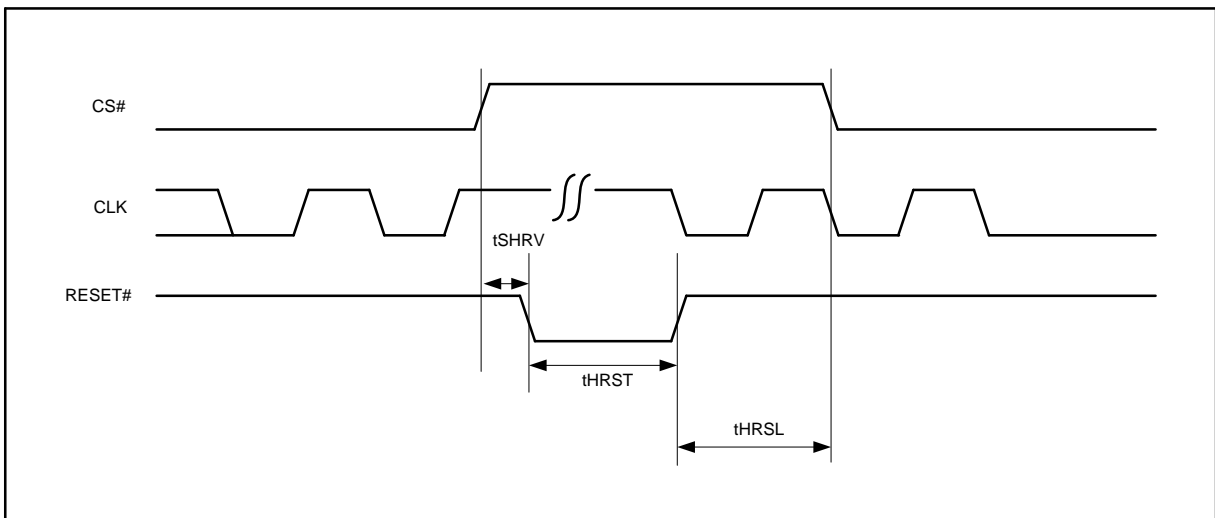 CS#
CLK
tSHRV
RESET#
tHRST
tHRSL